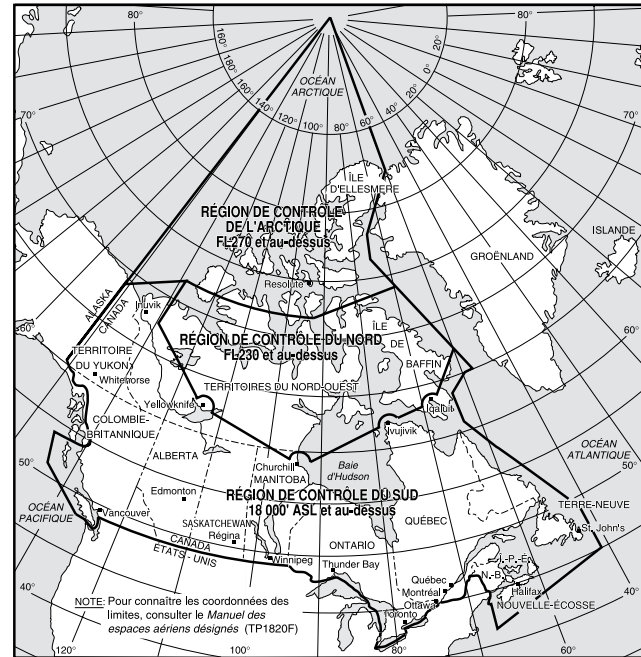 160°
160°
140°
120°
100°
80°
60°
40°
20°
0°
20°
OCÉAN
ARCTIQUE
160°
140°
120°
100°
80°
60°
40°
70°
70°
ÎLE
D'ELLESMERE
RÉGION DE CONTRÔLE
DE L'ARCTIQUE
FL270 et au-dessus
ISLANDE
GROËNLAND
Resolute
ALASKA
CANADA
Inuvik
60°
60°
RÉGION DE CONTRÔLE DU NORD
FL230 et au-dessus
ÎLE
DE
BAFFIN
TERRITOIRE
DU YUKON
Whitehorse
TERRITOIRES DU NORD-OUEST
Yellowknife
Iqaluit
Ivujivik
COLOMBIE-
BRITANNIQUE
ALBERTA
50°
50°
OCÉAN
ATLANTIQUE
Churchill
MANITOBA
Baie
d'Hudson
Edmonton
RÉGION DE CONTRÔLE DU SUD
18 000' ASL et au-dessus
OCÉAN
PACIFIQUE
Vancouver
SASKATCHEWAN
Régina
QUÉBEC
TERRE-NEUVE
St. John's
CANADA
ÉTATS - UNIS
Winnipeg
ONTARIO
Thunder Bay
Î.-P.-É.
N.-B.
Québec
Montréal
Ottawa
Toronto
Halifax
NOUVELLE-ÉCOSSE
40°
40°
NOTE: Pour connaître les coordonnées des
limites, consulter le Manuel des
espaces aériens désignés (TP1820F)
120°
100°
80°
60°